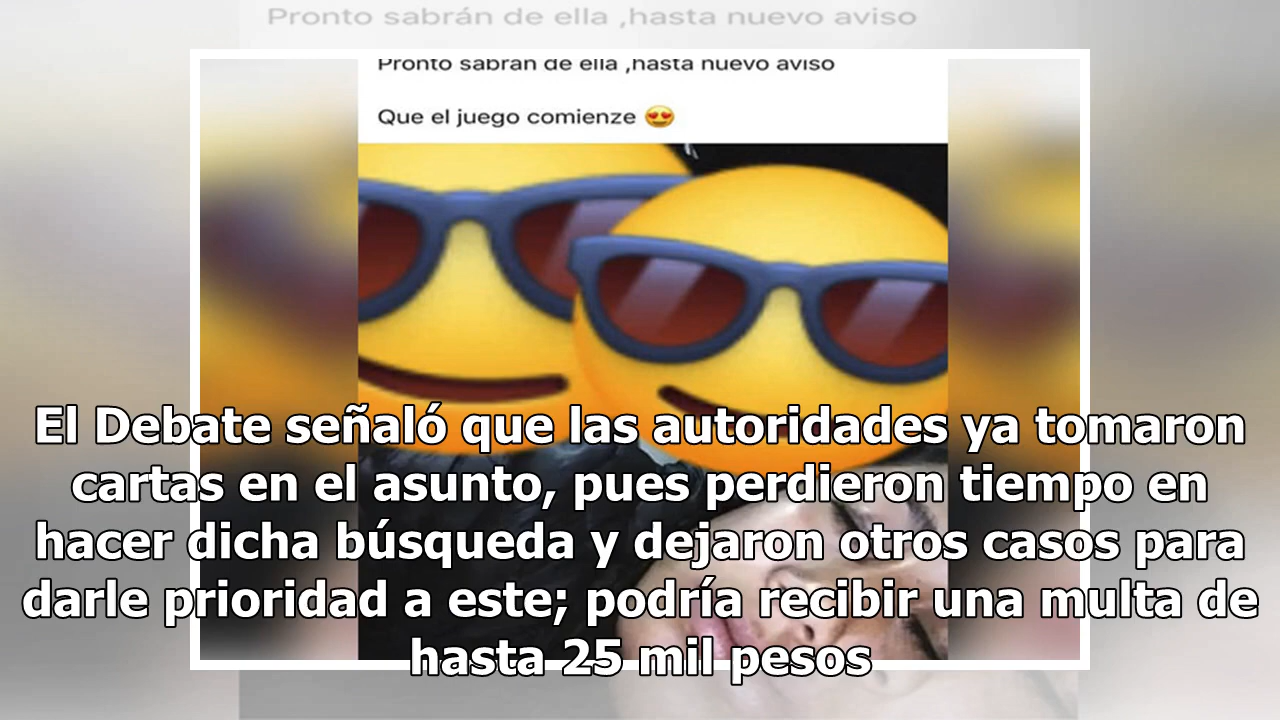 Pronto sabrán de ella ,hasta nuevo aviso
Pronto sabrán de ella ,hasta nuevo aviso
Que el juego comienze 😍
El Debate señaló que las autoridades ya tomaron
cartas en el asunto, pues perdieron tiempo en
hacer dicha búsqueda y dejaron otros casos para
darle prioridad a este; podría recibir una multa de
hasta 25 mil pesos